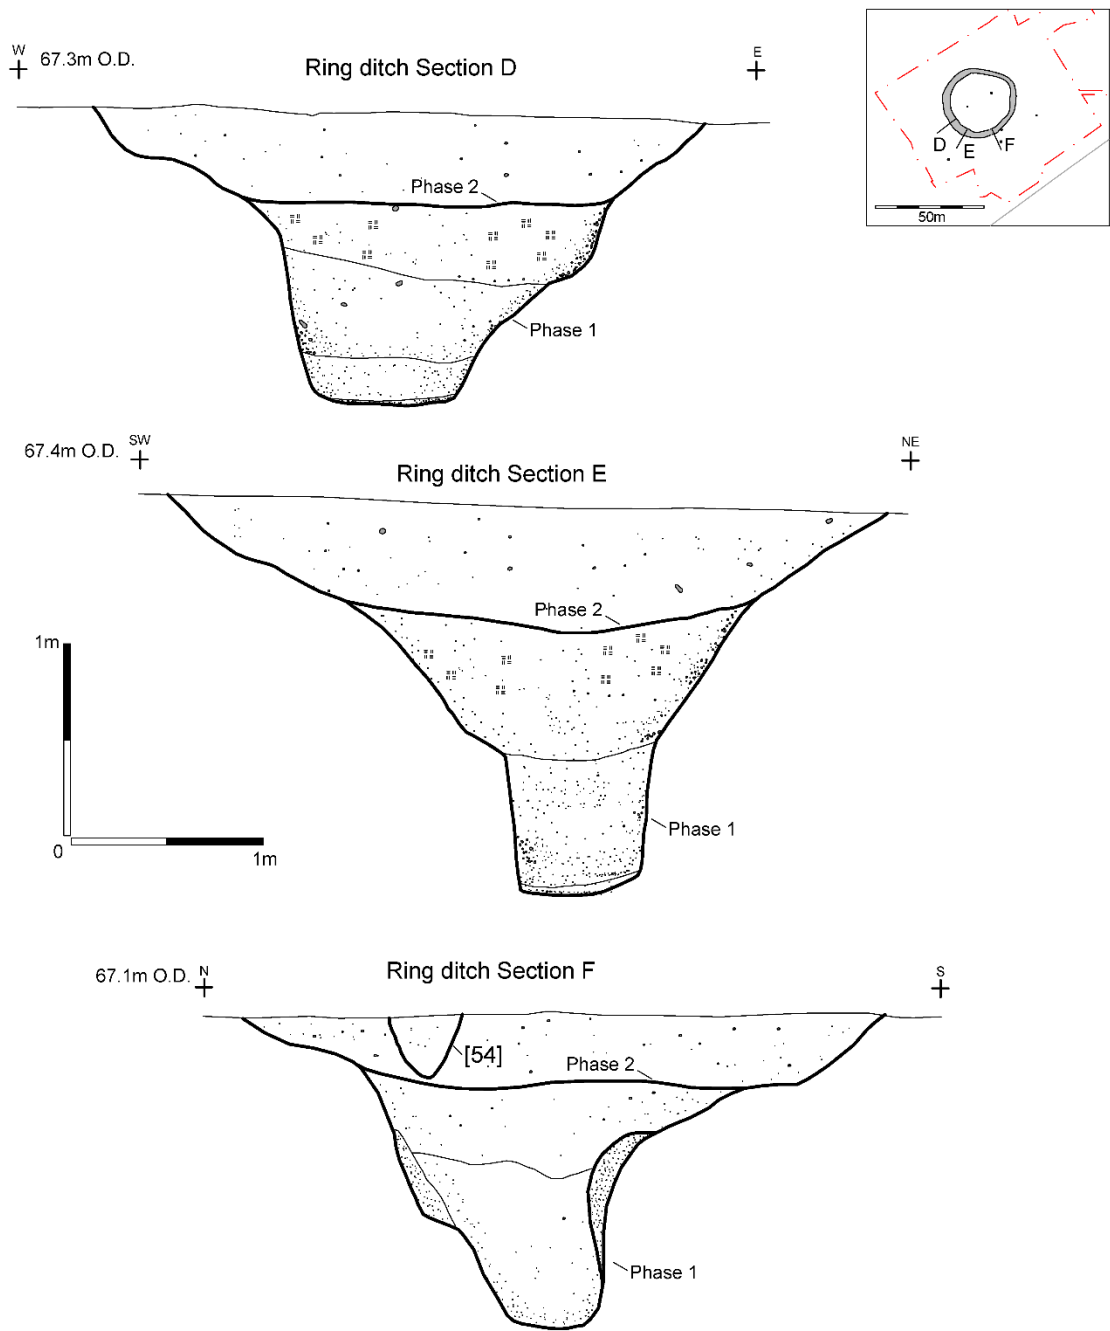 W
67.3m O.D.
Ring ditch Section D
E
Phase 2
Phase 1
D
E
F
50m
67.4m O.D.
SW
Ring ditch Section E
NE
Phase 2
Phase 1
1m
0
1m
67.1m O.D.
N
Ring ditch Section F
S
[54]
Phase 2
Phase 1